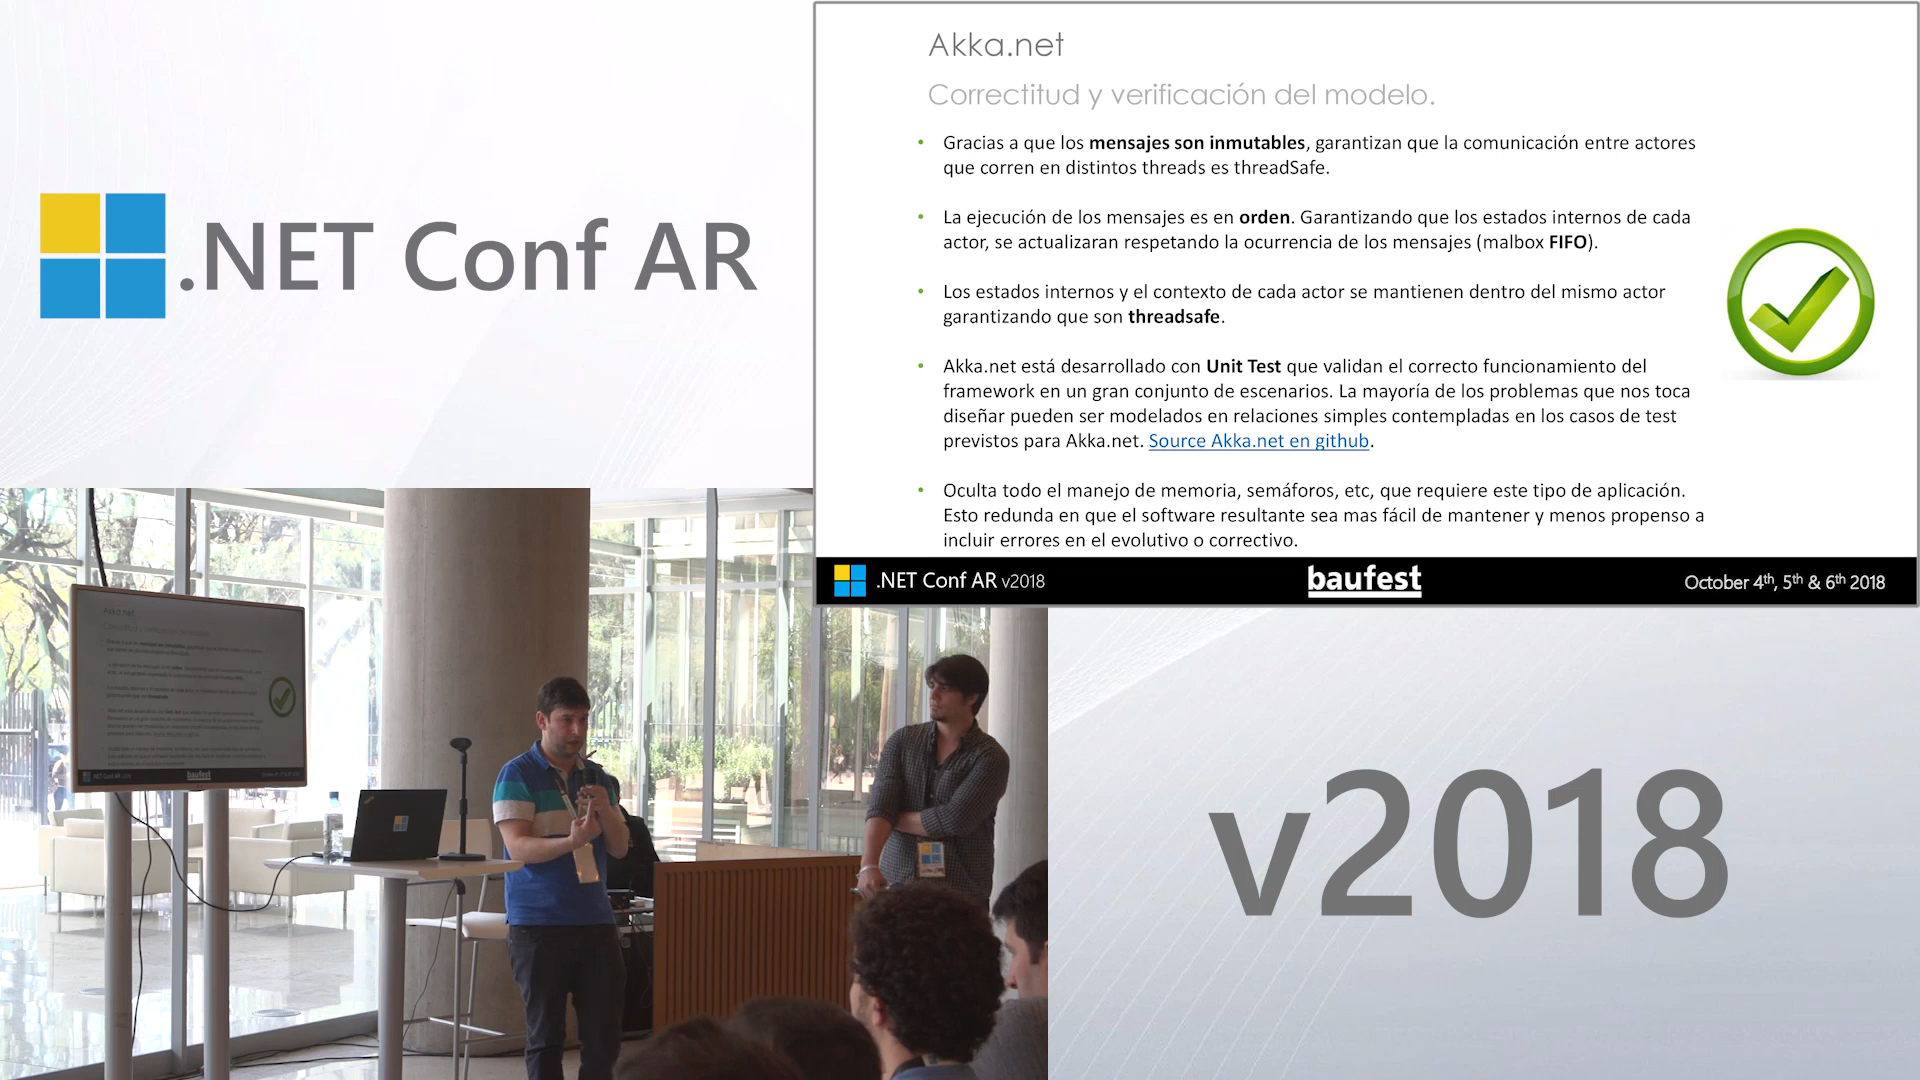 .NET Conf AR
Akka.net
Correctitud y verificación del modelo.
• Gracias a que los mensajes son inmutables, garantizan que la comunicación entre actores
que corren en distintos threads es threadSafe.
• La ejecución de los mensajes es en orden. Garantizando que los estados internos de cada
actor, se actualizaran respetando la ocurrencia de los mensajes (malbox FIFO).
• Los estados internos y el contexto de cada actor se mantienen dentro del mismo actor
garantizando que son threadsafe.
• Akka.net está desarrollado con Unit Test que validan el correcto funcionamiento del
framework en un gran conjunto de escenarios. La mayoría de los problemas que nos toca
diseñar pueden ser modelados en relaciones simples contempladas en los casos de test
previstos para Akka.net. Source Akka.net en github.
• Oculta todo el manejo de memoria, semáforos, etc, que requiere este tipo de aplicación.
Esto redunda en que el software resultante sea mas fácil de mantener y menos propenso a
incluir errores en el evolutivo o correctivo.
.NET Conf AR v2018
baufest
October 4th, 5th & 6th 2018
Akka.net
baufest
v2018